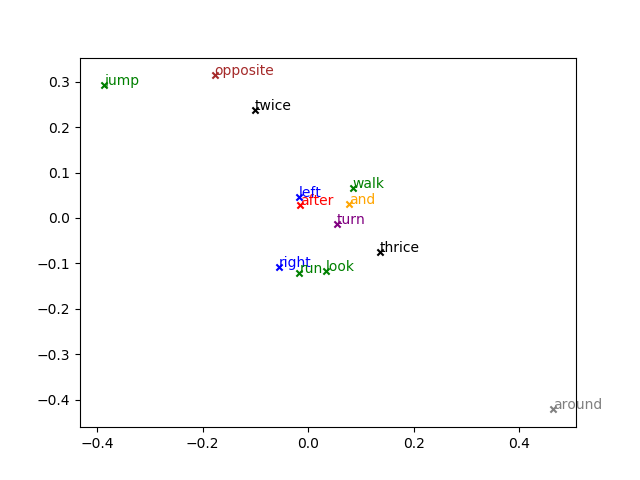 0.3
0.2
0.1
0.0
−0.1
−0.2
−0.3
−0.4
−0.4
−0.2
0.0
0.2
0.4
jump
opposite
twice
left
after
walk
and
turn
thrice
right
run
look
around